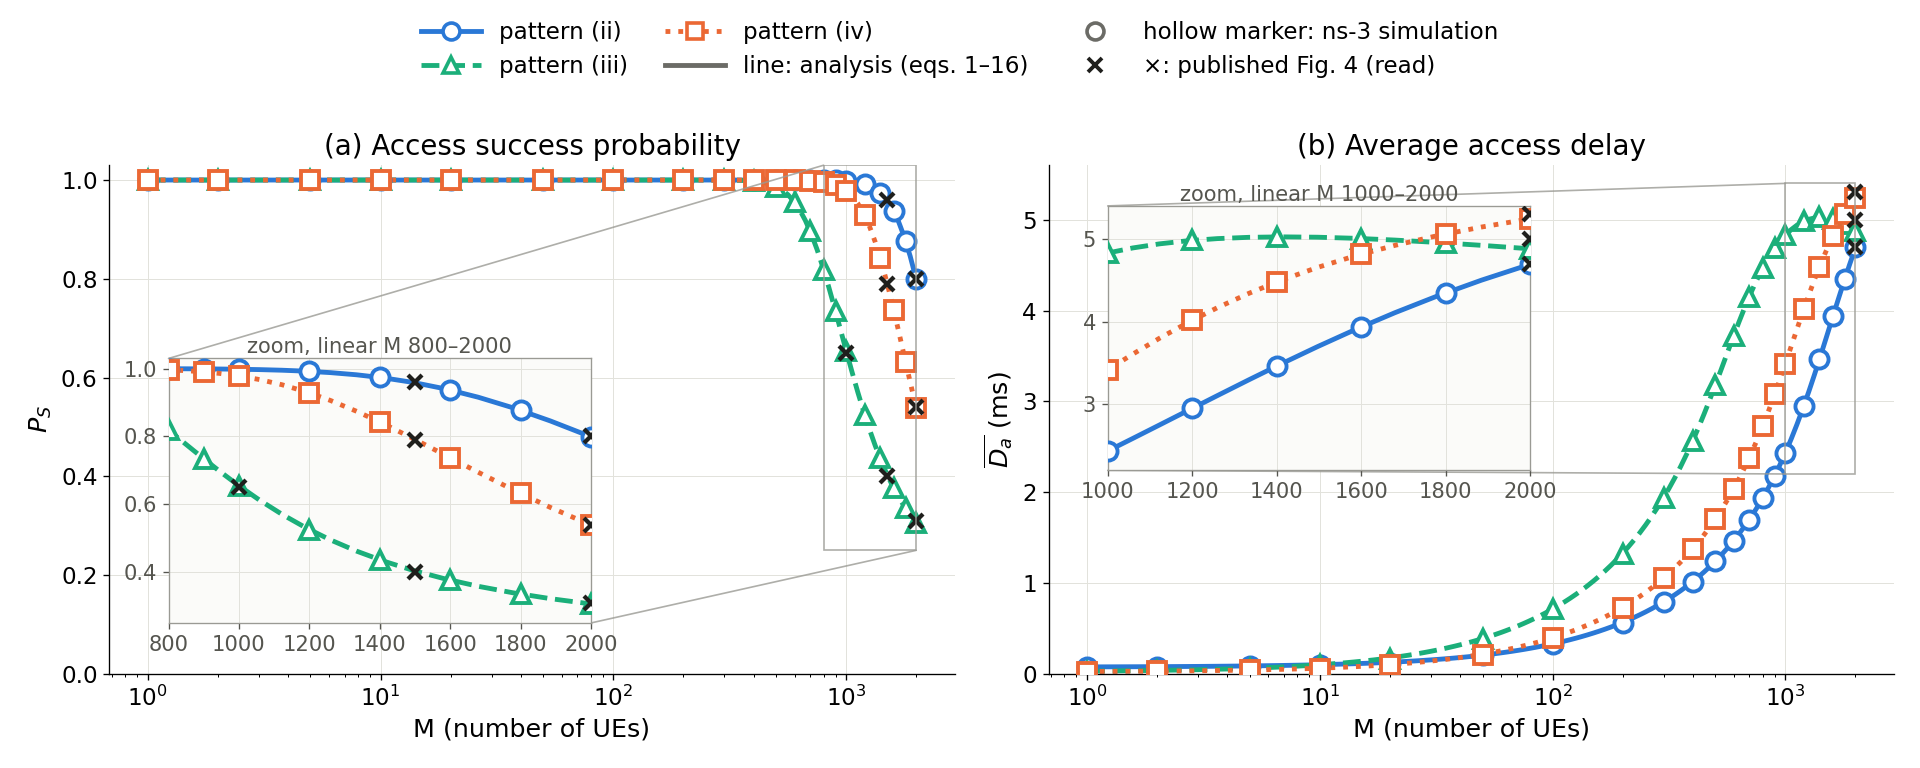 pattern (ii)
pattern (iii)
pattern (iv)
line: analysis (eqs. 1–16)
hollow marker: ns-3 simulation
×: published Fig. 4 (read)
(a) Access success probability
1.0
0.8
0.6
0.4
0.2
0.0
P_S
zoom, linear M 800–2000
1.0
0.8
0.6
0.4
800 1000 1200 1400 1600 1800 2000
10^0 10^1 10^2 10^3
M (number of UEs)
(b) Average access delay
5
4
3
2
1
0
D_a (ms)
zoom, linear M 1000–2000
5
4
3
1000 1200 1400 1600 1800 2000
10^0 10^1 10^2 10^3
M (number of UEs)